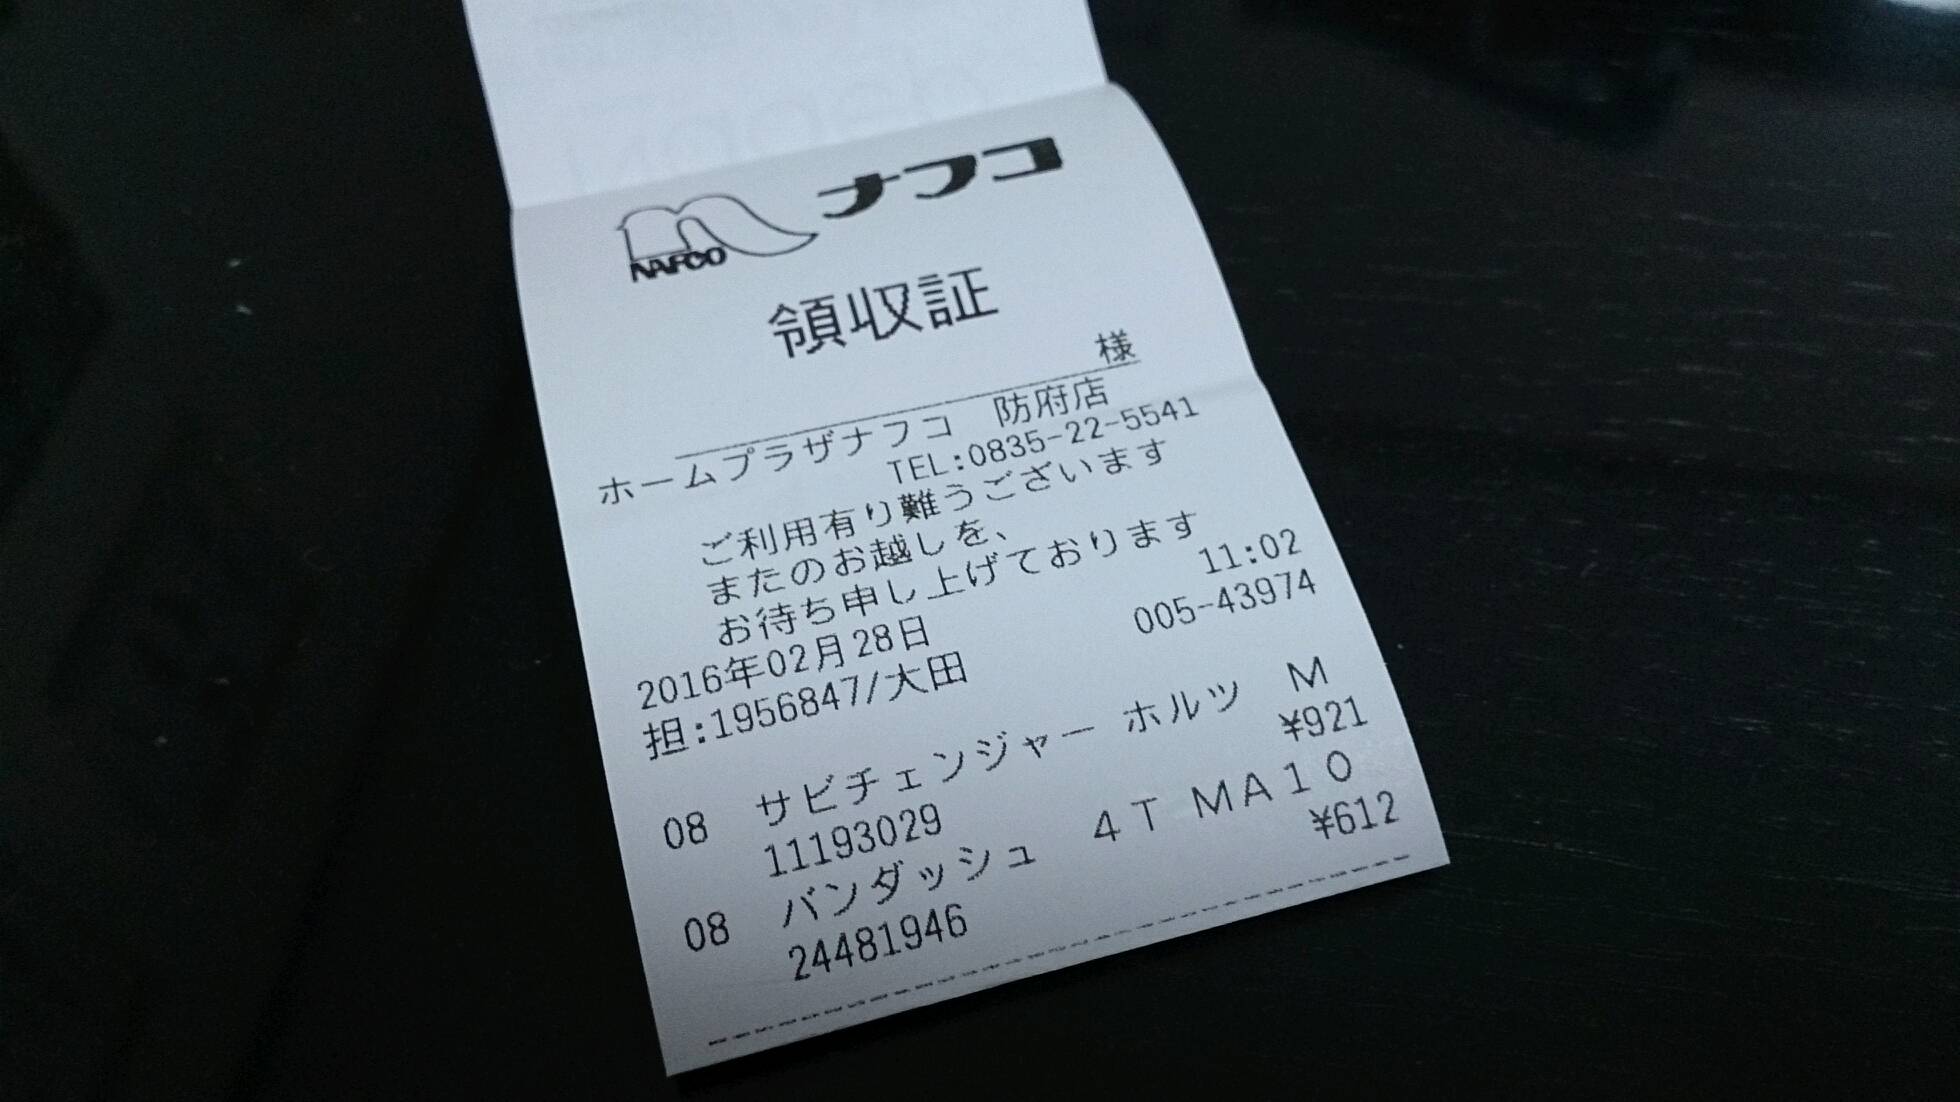 ナフコ
NAFCO
領収証
様
ホームプラザナフコ 防府店
TEL:0835-22-5541
ご利用有り難うございます
またのお越しを、
お待ち申し上げております
2016年02月28日 11:02
担:1956847/大田 005-43974
08 サビチェンジャー ホルツ M
11193029 ¥921
08 バンダッシュ 4T MA10
24481946 ¥612